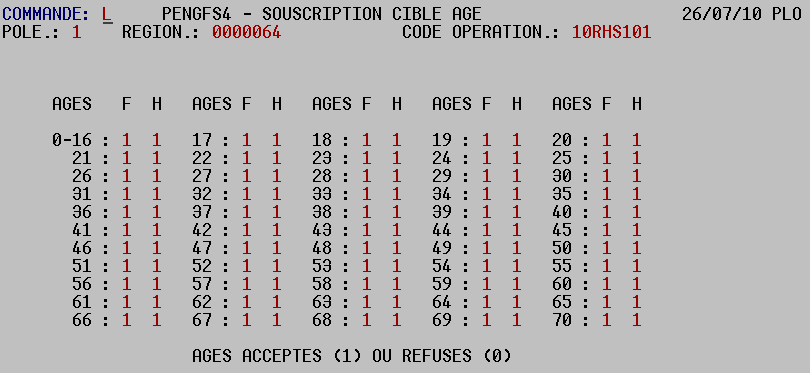 COMMANDE: L PENGFS4 - SOUSCRIPTION CIBLE AGE 26/07/10 PLO
POLE.: 1 REGION.: 0000064 CODE OPERATION.: 10RHS101
AGES F H AGES F H AGES F H AGES F H AGES F H
0-16 : 1 1 17 : 1 1 18 : 1 1 19 : 1 1 20 : 1 1
21 : 1 1 22 : 1 1 23 : 1 1 24 : 1 1 25 : 1 1
26 : 1 1 27 : 1 1 28 : 1 1 29 : 1 1 30 : 1 1
31 : 1 1 32 : 1 1 33 : 1 1 34 : 1 1 35 : 1 1
36 : 1 1 37 : 1 1 38 : 1 1 39 : 1 1 40 : 1 1
41 : 1 1 42 : 1 1 43 : 1 1 44 : 1 1 45 : 1 1
46 : 1 1 47 : 1 1 48 : 1 1 49 : 1 1 50 : 1 1
51 : 1 1 52 : 1 1 53 : 1 1 54 : 1 1 55 : 1 1
56 : 1 1 57 : 1 1 58 : 1 1 59 : 1 1 60 : 1 1
61 : 1 1 62 : 1 1 63 : 1 1 64 : 1 1 65 : 1 1
66 : 1 1 67 : 1 1 68 : 1 1 69 : 1 1 70 : 1 1
AGES ACCEPTES (1) OU REFUSES (0)